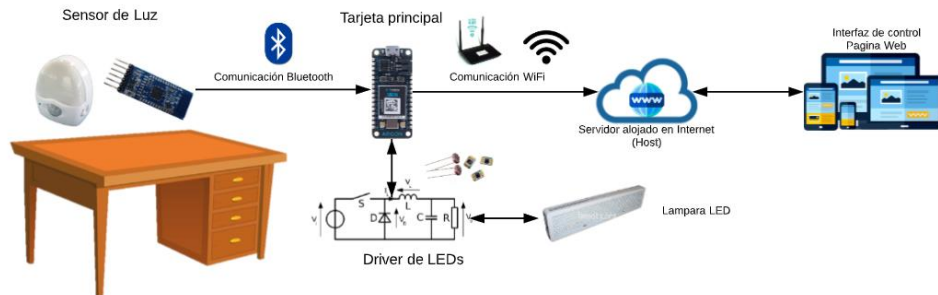 Sensor de Luz
Tarjeta principal
Comunicación Bluetooth
Comunicación WiFi
Interfaz de control
Pagina Web
WWW
Servidor alojado en Internet
(Host)
S
L
D
C
R
Lampara LED
Driver de LEDs